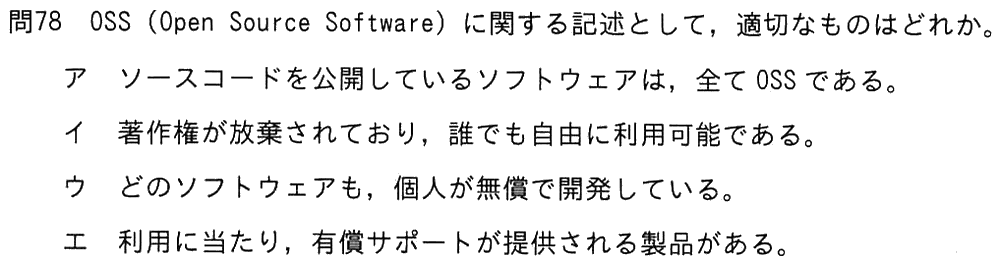 問78 OSS (Open Source Software) に関する記述として，適切なものはどれか。
ア ソースコードを公開しているソフトウェアは，全て OSS である。
イ 著作権が放棄されており，誰でも自由に利用可能である。
ウ どのソフトウェアも，個人が無償で開発している。
エ 利用に当たり，有償サポートが提供される製品がある。